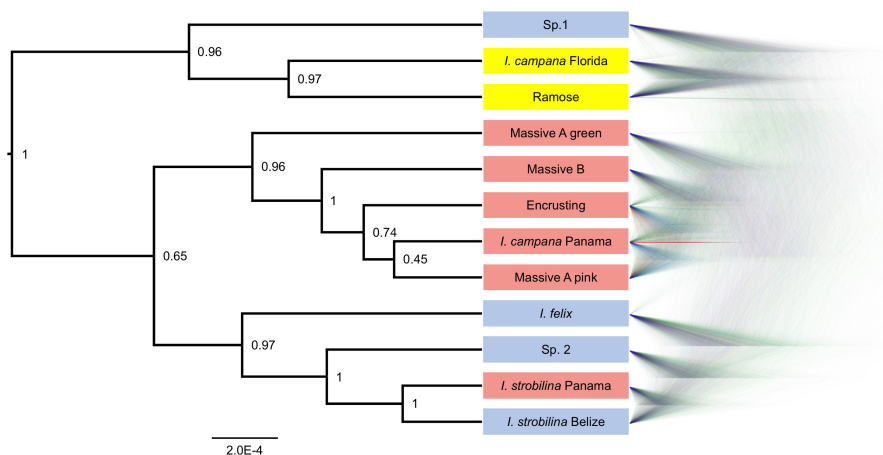 Sp.1
0.96
I. campana Florida
0.97
Ramose
Massive A green
1
0.96
Massive B
1
Encrusting
0.74
I. campana Panama
0.45
0.65
Massive A pink
I. felix
0.97
Sp. 2
1
I. strobilina Panama
1
I. strobilina Belize
2.0E-4